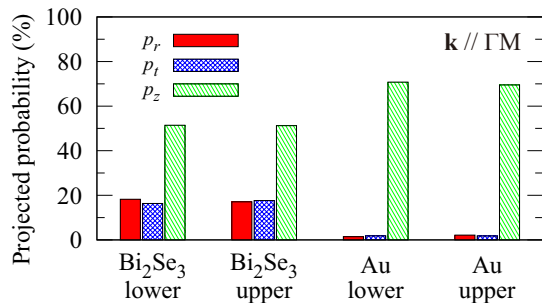 Projected probability (%)
100
80
60
40
20
0
p_r
p_t
p_z
k // ΓM
Bi₂Se₃ lower
Bi₂Se₃ upper
Au lower
Au upper